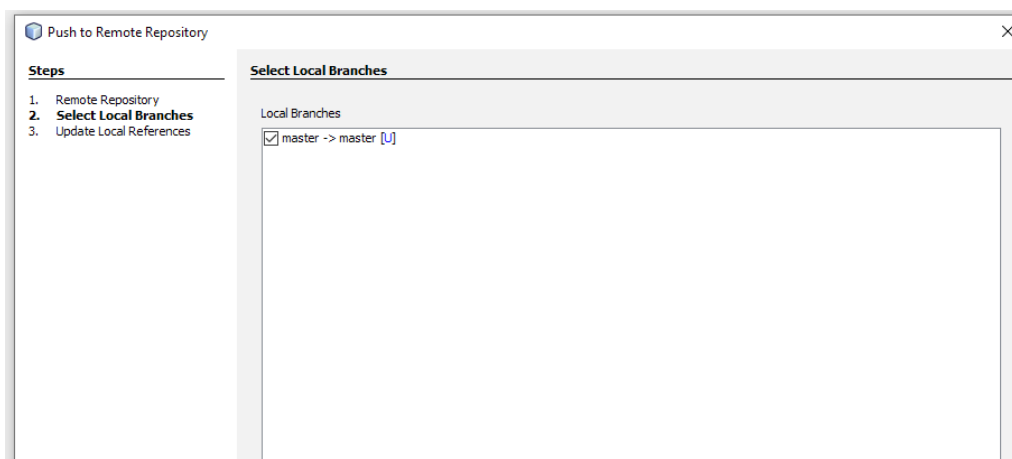 Push to Remote Repository
Steps
1. Remote Repository
2. Select Local Branches
3. Update Local References
Select Local Branches
Local Branches
master -> master [U]